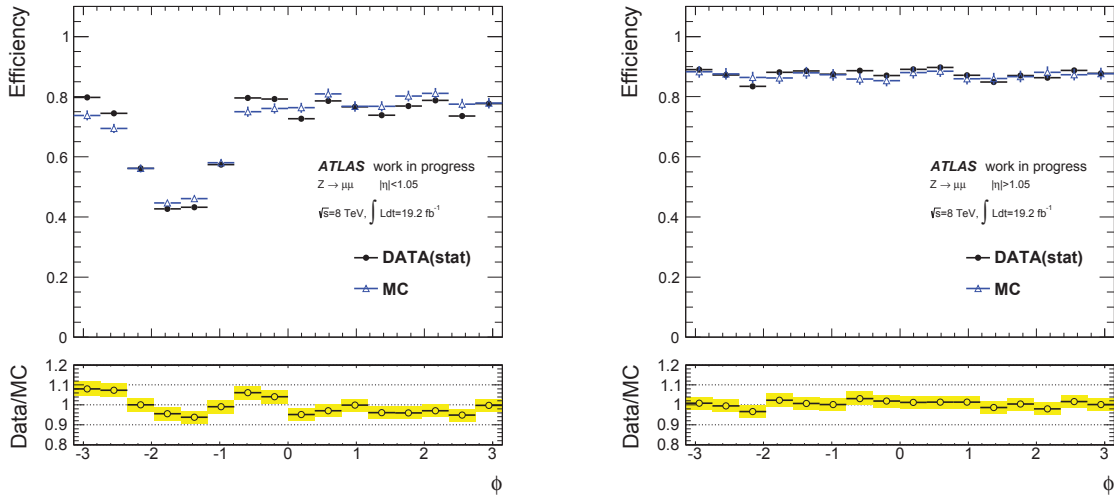 Efficiency
1
0.8
0.6
0.4
0.2
0
ATLAS work in progress
Z → μμ |η|<1.05
√s=8 TeV, ∫ Ldt=19.2 fb⁻¹
DATA(stat)
MC
Data/MC
1.2
1.1
1
0.9
0.8
-3 -2 -1 0 1 2 3
ϕ
Efficiency
1
0.8
0.6
0.4
0.2
0
ATLAS work in progress
Z → μμ |η|>1.05
√s=8 TeV, ∫ Ldt=19.2 fb⁻¹
DATA(stat)
MC
Data/MC
1.2
1.1
1
0.9
0.8
-3 -2 -1 0 1 2 3
ϕ